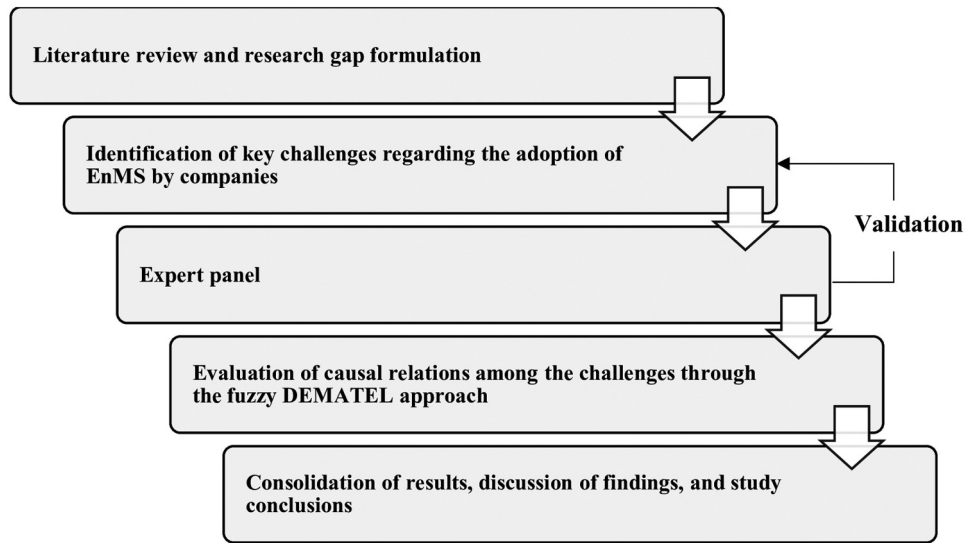 Literature review and research gap formulation
Identification of key challenges regarding the adoption of
EnMS by companies
Validation
Expert panel
Evaluation of causal relations among the challenges through
the fuzzy DEMATEL approach
Consolidation of results, discussion of findings, and study
conclusions